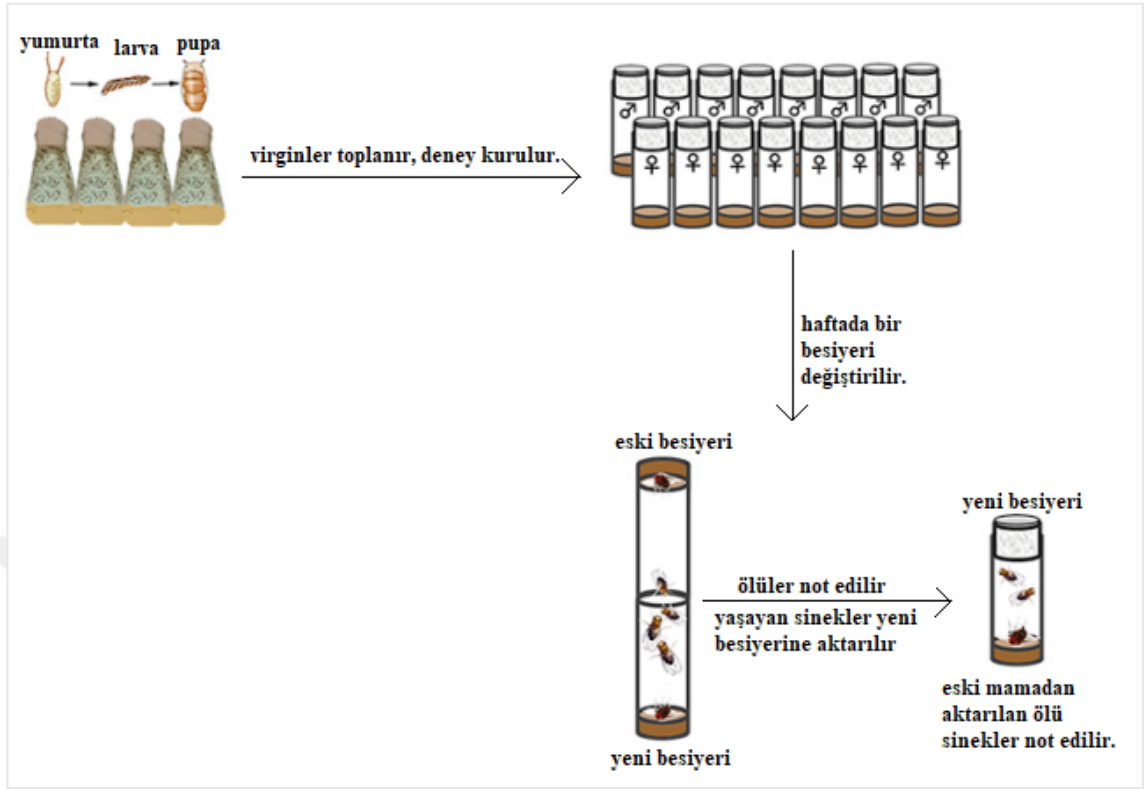 yumurta larva pupa
virginler toplanır, deney kurulur.
♂ ♂ ♂ ♂ ♂ ♂ ♂ ♂
♀ ♀ ♀ ♀ ♀ ♀ ♀ ♀
haftada bir
besiyeri
değiştirilir.
eski besiyeri
yeni besiyeri
ölüler not edilir
yaşayan sinekler yeni
besiyerine aktarılır
yeni besiyeri
eski mamadan
aktarılan ölü
sinekler not edilir.